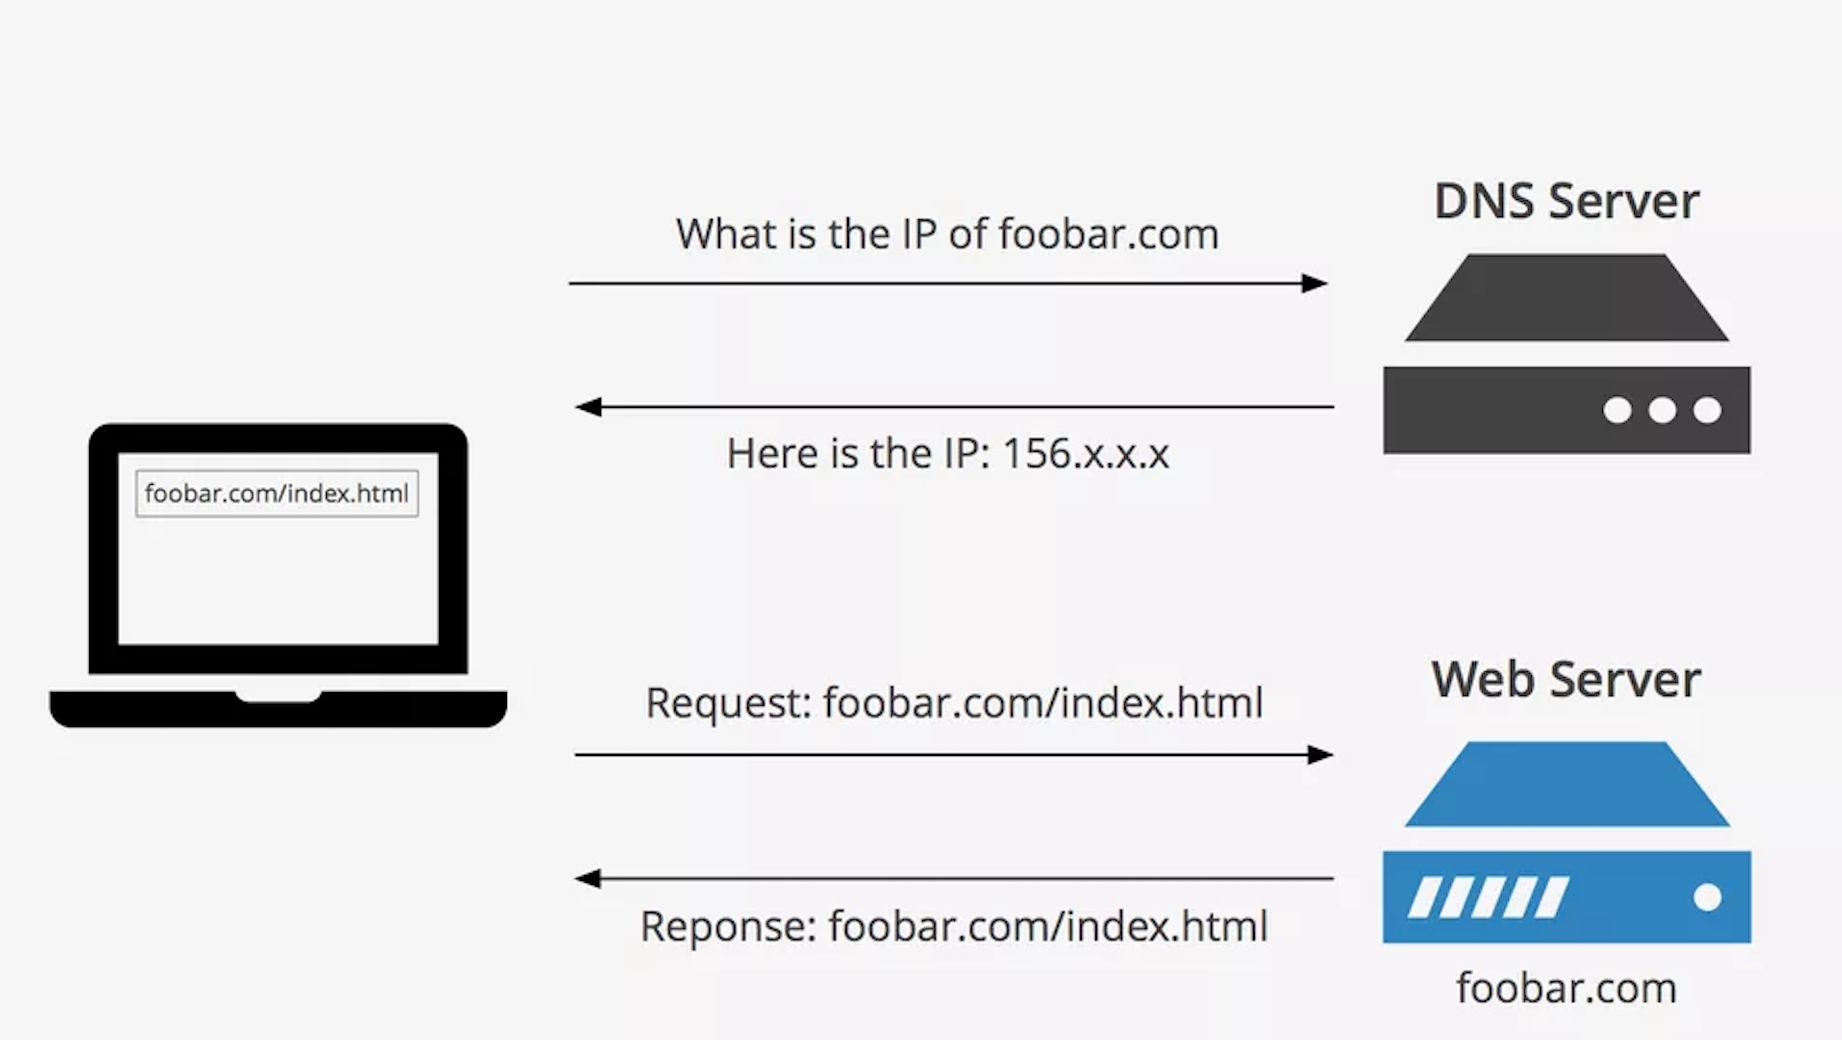 DNS Server
What is the IP of foobar.com
Here is the IP: 156.x.x.x
foobar.com/index.html
Web Server
Request: foobar.com/index.html
Reponse: foobar.com/index.html
foobar.com